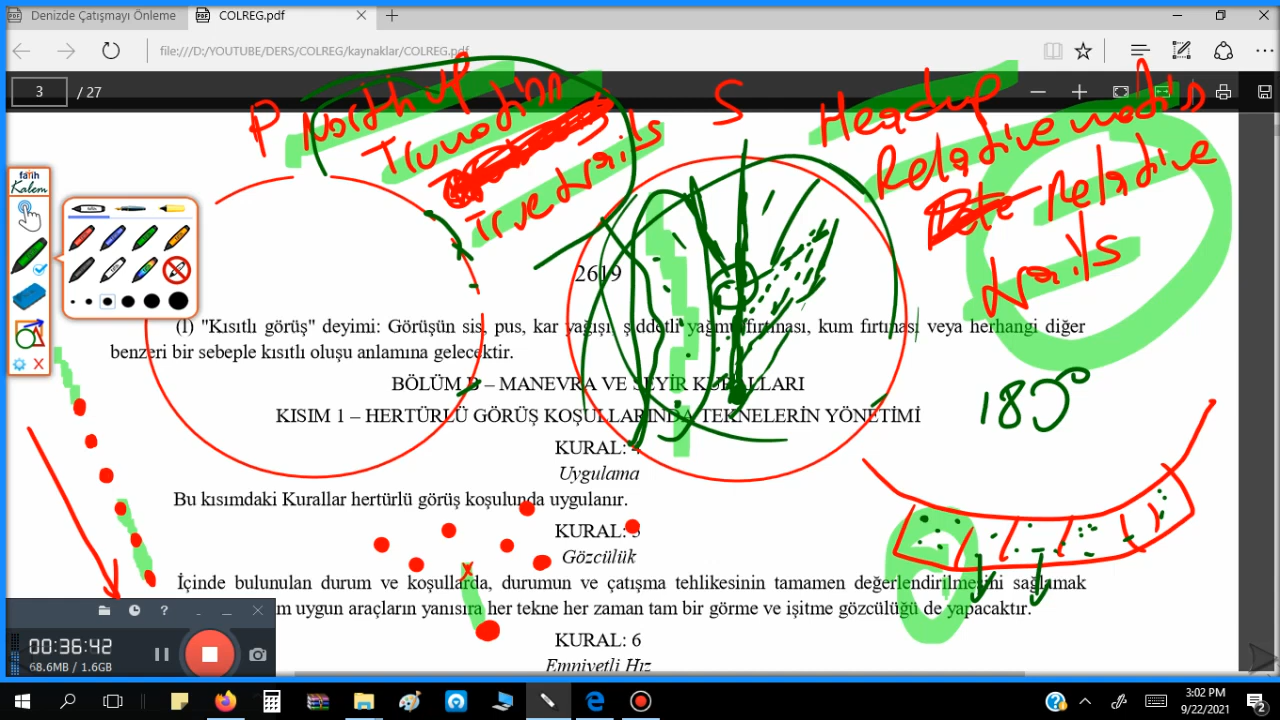 Denizde Çatışmayı Önleme
COLREG.pdf
file:///D:/YOUTUBE/DERS/COLREG/kaynaklar/COLREG.pdf
3 / 27
P North up
True trails
S
Head up
Relative
Relative
trails
fatih
Kalem
2619
(l) "Kısıtlı görüş" deyimi: Görüşün sis, pus, kar yağışı, şiddetli yağmur fırtınası, kum fırtınası veya herhangi diğer
benzeri bir sebeple kısıtlı oluşu anlamına gelecektir.
BÖLÜM B – MANEVRA VE SEYİR KURALLARI
180°
KISIM 1 – HERTÜRLÜ GÖRÜŞ KOŞULLARINDA TEKNELERİN YÖNETİMİ
KURAL: 4
Uygulama
Bu kısımdaki Kurallar hertürlü görüş koşulunda uygulanır.
KURAL: 5
Gözcülük
İçinde bulunulan durum ve koşullarda, durumun ve çatışma tehlikesinin tamamen değerlendirilmesini sağlamak
uygun araçların yanısıra her tekne her zaman tam bir görme ve işitme gözcülüğü de yapacaktır.
KURAL: 6
Emniyetli Hız
00:36:42
68.6MB / 1.6GB
3:02 PM
9/22/2021
2